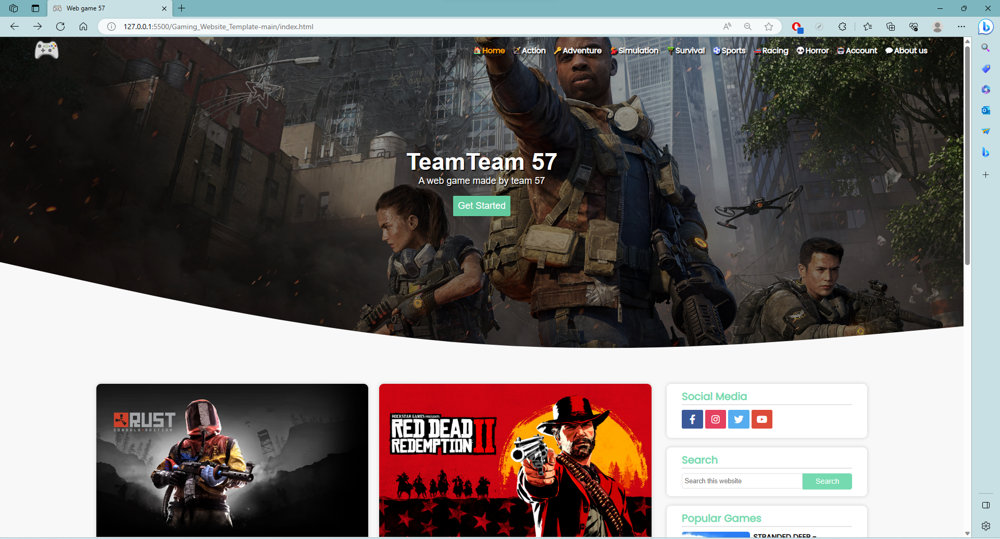 Web game 57
127.0.0.1:5500/Gaming_Website_Template-main/index.html
Home Action Adventure Simulation Survival Sports Racing Horror Account About us
TeamTeam 57
A web game made by team 57
Get Started
RUST
CONSOLE EDITION
ROCKSTAR GAMES PRESENTS
RED DEAD
REDEMPTION II
Social Media
Search
Search this website
Search
Popular Games
STRANDED DEEP -